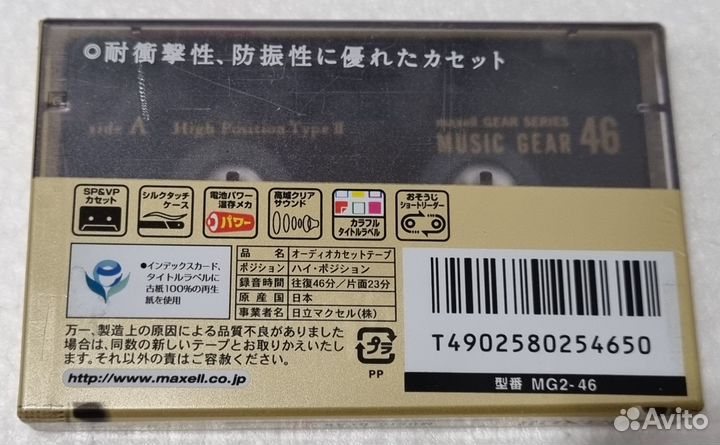 ◎耐衝撃性、防振性に優れたカセット
side A High Position Type II
maxell GEAR SERIES
MUSIC GEAR 46
SP&VP
カセット
シルクタッチ
ケース
電池パワー
温存メカ
パワー
高域クリア
サウンド
カラフル
タイトルラベル
おそうじ
ショートリーダー
●インデックスカード、
タイトルラベルに
古紙100%の再生
紙を使用
品名 オーディオカセットテープ
ポジション ハイ・ポジション
録音時間 往復46分/片面23分
原産国 日本
事業者名 日立マクセル(株)
万一、製造上の原因による品質不良がありました
場合は、同数の新しいテープとお取りかえいたし
ます。それ以外の責はご容赦ください。
http://www.maxell.co.jp
プラ
PP
T4902580254650
型番 MG2-46
Avito